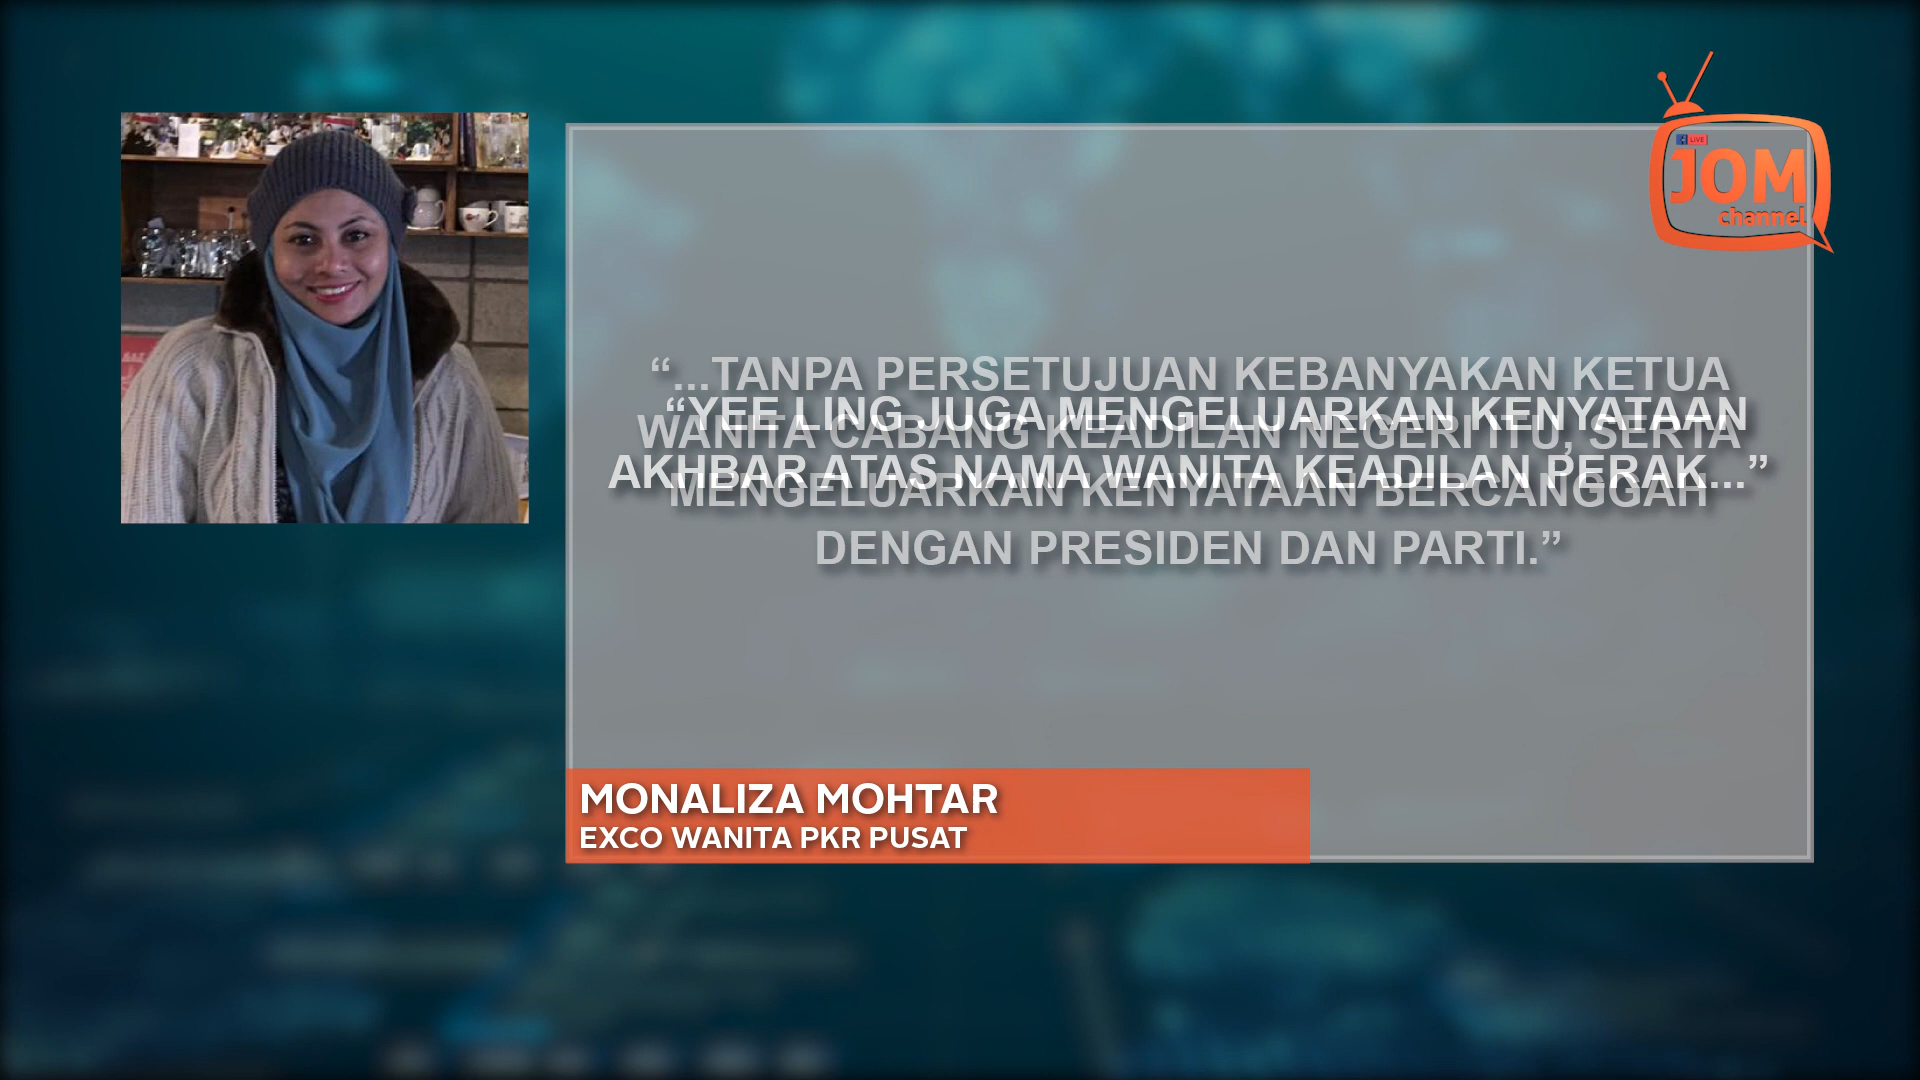 LIVE
JOM
channel
“YEE LING JUGA MENGELUARKAN KENYATAAN
AKHBAR ATAS NAMA WANITA KEADILAN PERAK...”
“...TANPA PERSETUJUAN KEBANYAKAN KETUA
WANITA CABANG KEADILAN NEGERI ITU, SERTA
MENGELUARKAN KENYATAAN BERCANGGAH
DENGAN PRESIDEN DAN PARTI.”
MONALIZA MOHTAR
EXCO WANITA PKR PUSAT